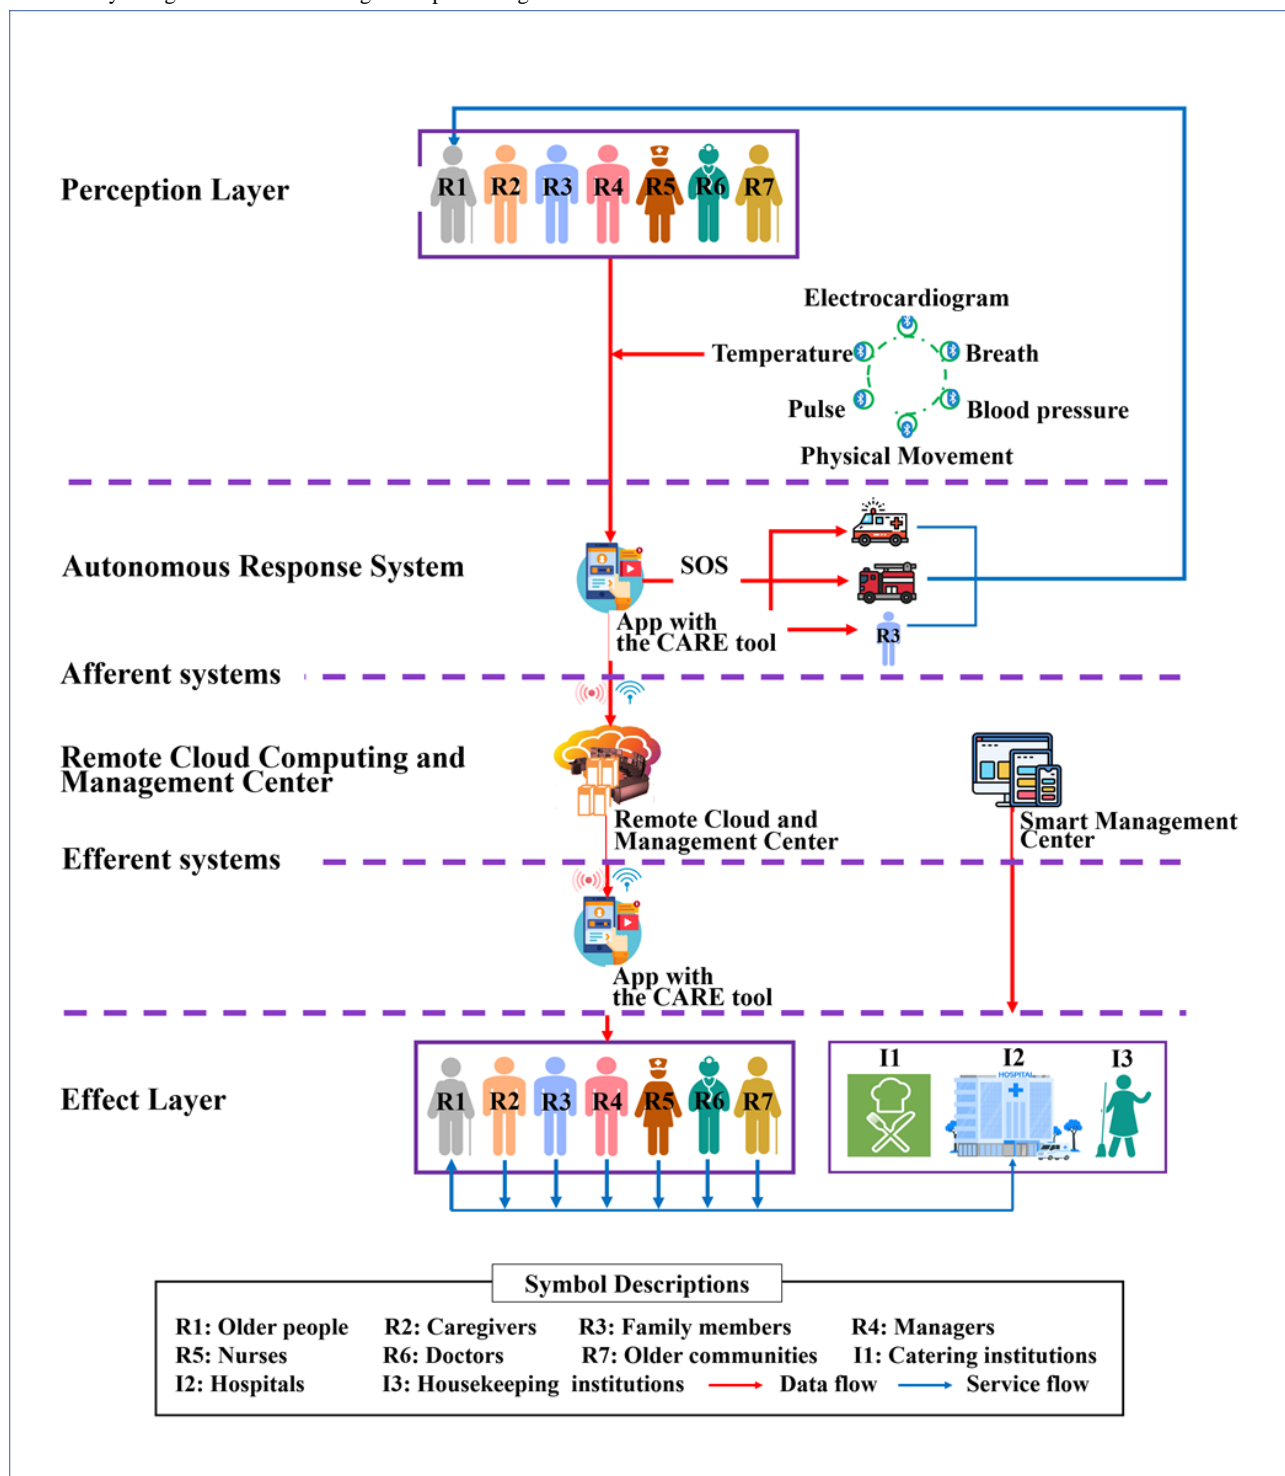 Perception Layer
R1 R2 R3 R4 R5 R6 R7
Electrocardiogram
Temperature
Breath
Pulse
Blood pressure
Physical Movement
Autonomous Response System
SOS
App with
the CARE tool
R3
Afferent systems
Remote Cloud Computing and
Management Center
Remote Cloud and
Management Center
Smart Management
Center
Efferent systems
App with
the CARE tool
Effect Layer
R1 R2 R3 R4 R5 R6 R7
I1 I2 I3
HOSPITAL
Symbol Descriptions
R1: Older people R2: Caregivers R3: Family members R4: Managers
R5: Nurses R6: Doctors R7: Older communities I1: Catering institutions
I2: Hospitals I3: Housekeeping institutions Data flow Service flow